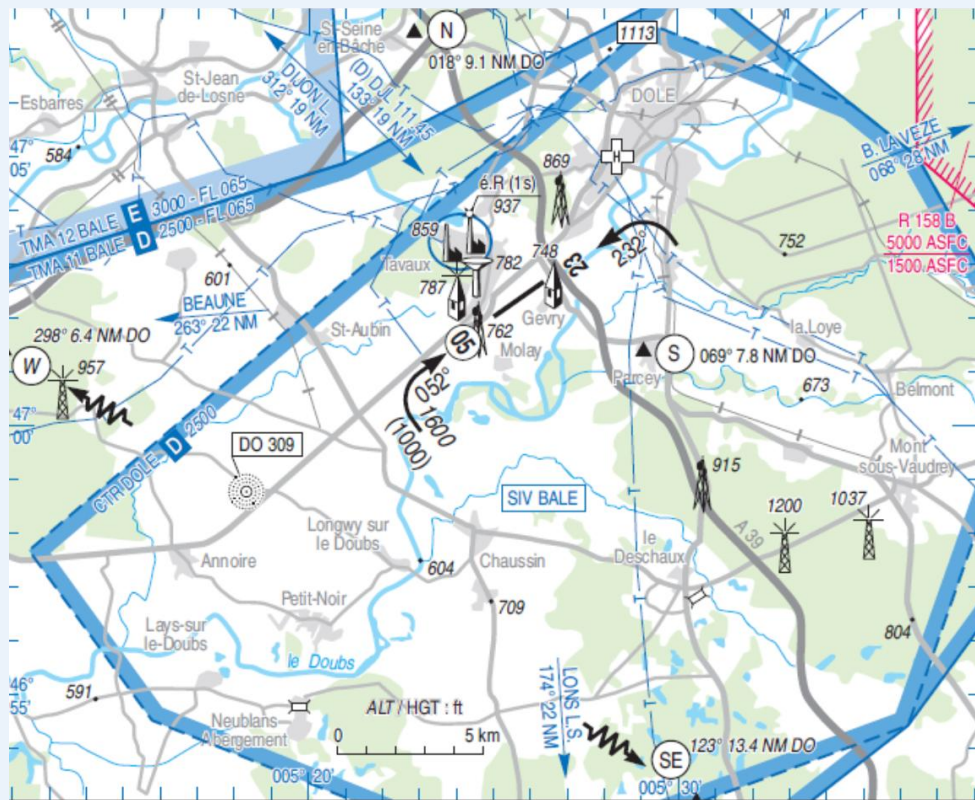 St-Seine
en-Bâche
N
018° 9.1 NM DO
1113
DIJON L
312° 19 NM
(D) DJL 111 45
133° 19 NM
DOLE
St-Jean
de-Losne
Esbarres
584
47°
05'
B. LA VEZE
068° 28 NM
869
H
é.R (1s)
937
R 158 B
5000 ASFC
1500 ASFC
TMA 12 BALE E 3000 - FL 065
TMA 11 BALE D 2500 - FL 065
859
232°
752
Tavaux
782
748
23
601
787
BEAUNE
263° 22 NM
762
Gevry
St-Aubin
la Loye
298° 6.4 NM DO
W
957
05
Molay
S
069° 7.8 NM DO
Parcey
052°
1600
(1000)
673
Belmont
47°
00'
CTR DOLE D 2500
DO 309
Mont
sous-Vaudrey
915
SIV BALE
1200
1037
A 39
Longwy sur
le Doubs
le
Deschaux
Annoire
604
Chaussin
Petit-Noir
709
Lays-sur
le-Doubs
804
le Doubs
591
46°
55'
LONS L.S.
174° 22 NM
ALT / HGT : ft
Neublans
Abergement
0
5 km
SE
123° 13.4 NM DO
005° 20'
005° 30'